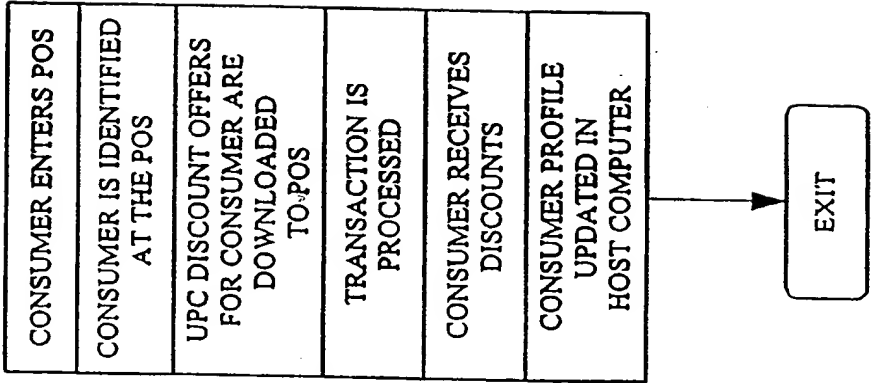 CONSUMER ENTERS POS
CONSUMER IS IDENTIFIED
AT THE POS
UPC DISCOUNT OFFERS
FOR CONSUMER ARE
DOWNLOADED
TO POS
TRANSACTION IS
PROCESSED
CONSUMER RECEIVES
DISCOUNTS
CONSUMER PROFILE
UPDATED IN
HOST COMPUTER
EXIT